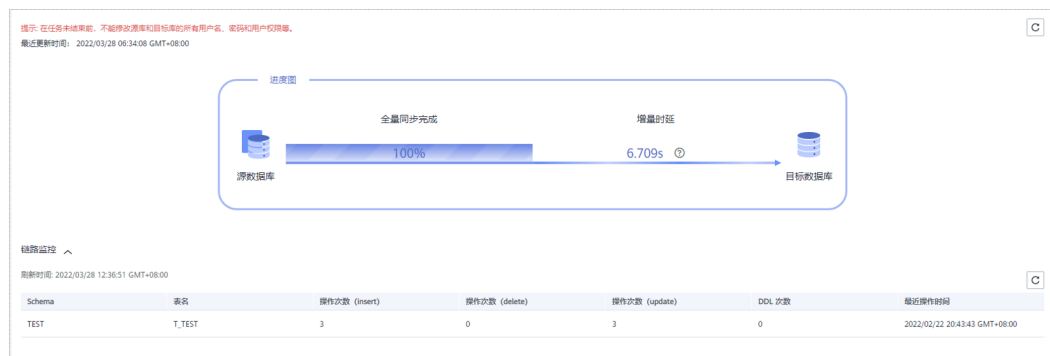 提示: 在任务未结束前，不能修改源库和目标库的所有用户名、密码和用户权限等。
最近更新时间： 2022/03/28 06:34:08 GMT+08:00
进度图
全量同步完成 增量时延
100% 6.709s
源数据库 目标数据库
链路监控
刷新时间: 2022/03/28 12:36:51 GMT+08:00
Schema 表名 操作次数 (insert) 操作次数 (delete) 操作次数 (update) DDL 次数 最近操作时间
TEST T_TEST 3 0 3 0 2022/02/22 20:43:43 GMT+08:00